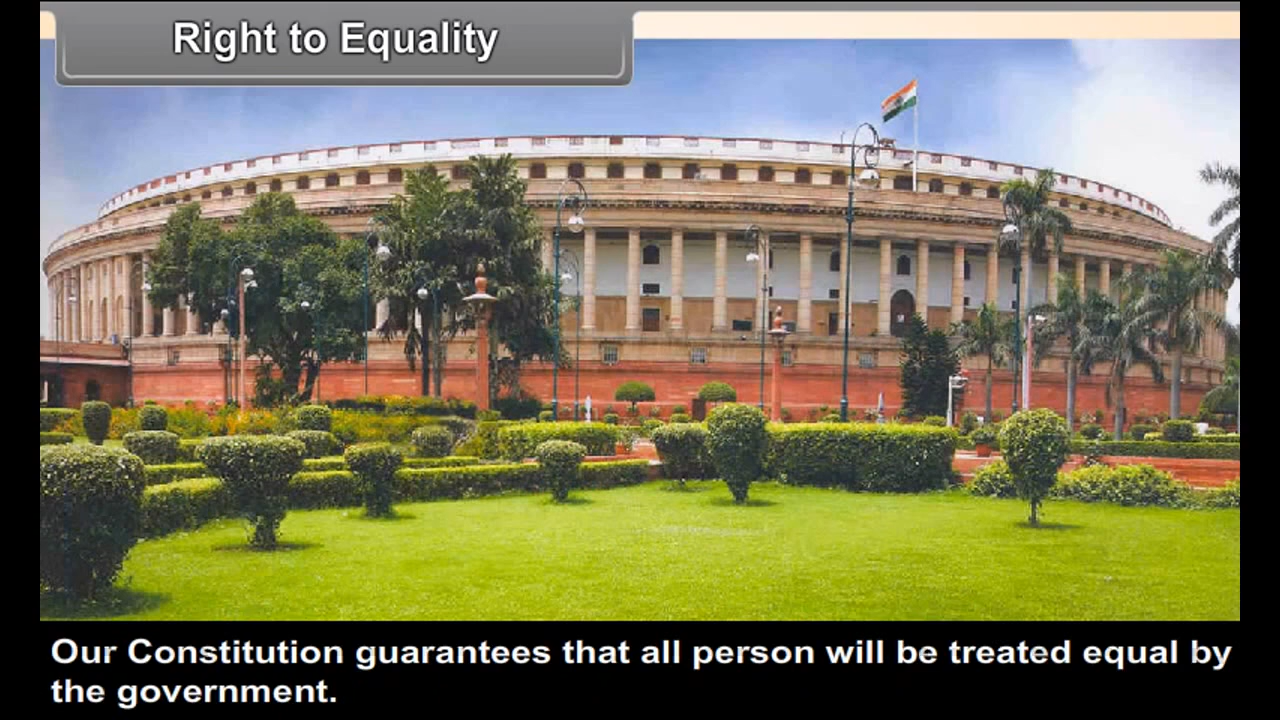 Right to Equality
Our Constitution guarantees that all person will be treated equal by
the government.